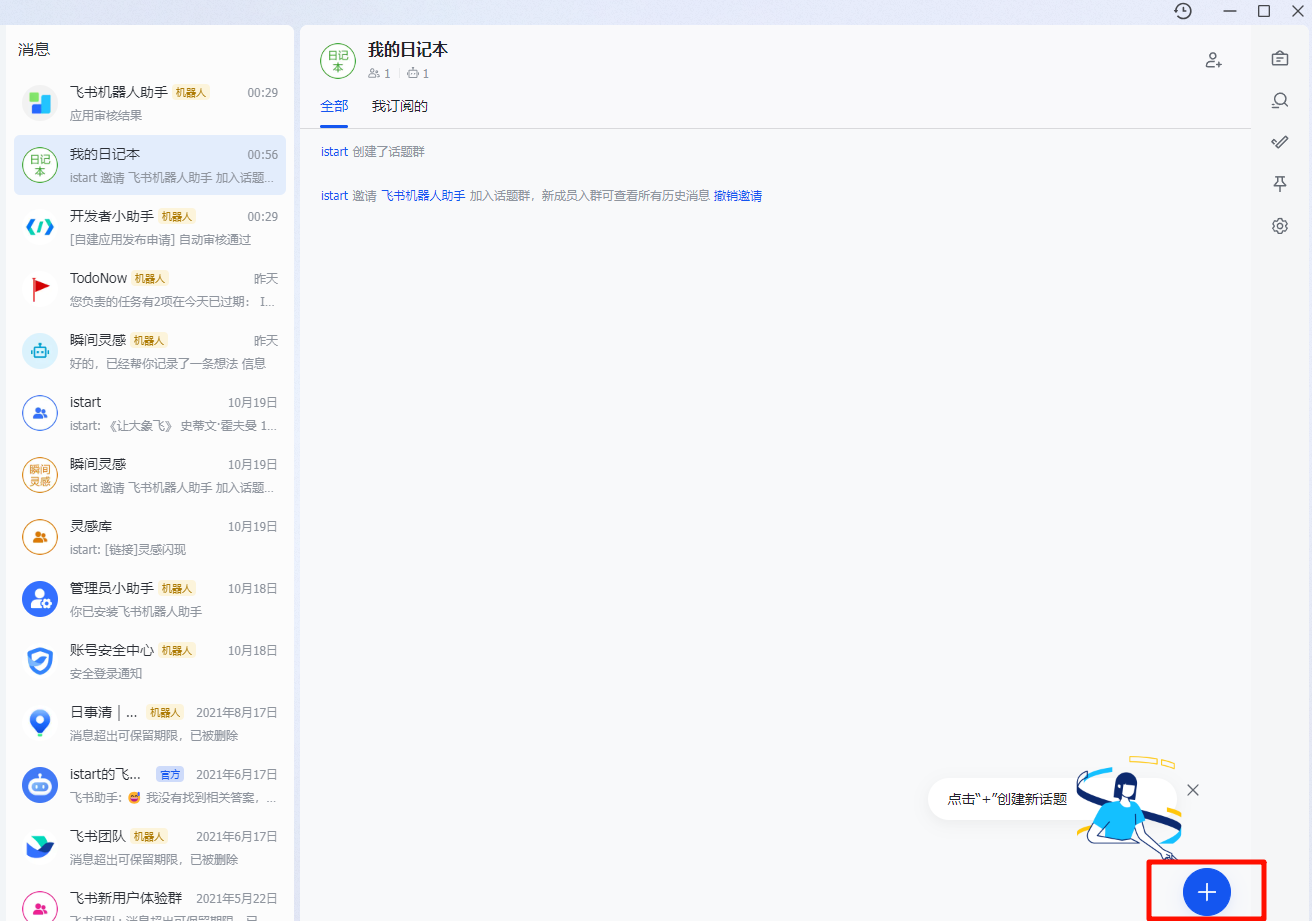 消息
飞书机器人助手 机器人 00:29
应用审核结果
日记本
我的日记本 00:56
istart 邀请 飞书机器人助手 加入话题...
开发者小助手 机器人 00:29
[自建应用发布申请] 自动审核通过
TodoNow 机器人 昨天
您负责的任务有2项在今天已过期： I...
瞬间灵感 机器人 昨天
好的，已经帮你记录了一条想法 信息
istart 10月19日
istart: 《让大象飞》 史蒂文·霍夫曼 1...
瞬间灵感
瞬间灵感 10月19日
istart 邀请 飞书机器人助手 加入话题...
灵感库 10月19日
istart: [链接]灵感闪现
管理员小助手 机器人 10月18日
你已安装飞书机器人助手
账号安全中心 机器人 10月18日
安全登录通知
日事清 | ... 机器人 2021年8月17日
消息超出可保留期限，已被删除
istart的飞... 官方 2021年6月17日
飞书助手: 😅 我没有找到相关答案，...
飞书团队 机器人 2021年6月17日
消息超出可保留期限，已被删除
飞书新用户体验群 2021年5月22日
飞书团队: 消息超出可保留期限，已...
日记本
我的日记本
1 | 1
全部 我订阅的
istart 创建了话题群
istart 邀请 飞书机器人助手 加入话题群，新成员入群可查看所有历史消息 撤销邀请
点击“+”创建新话题